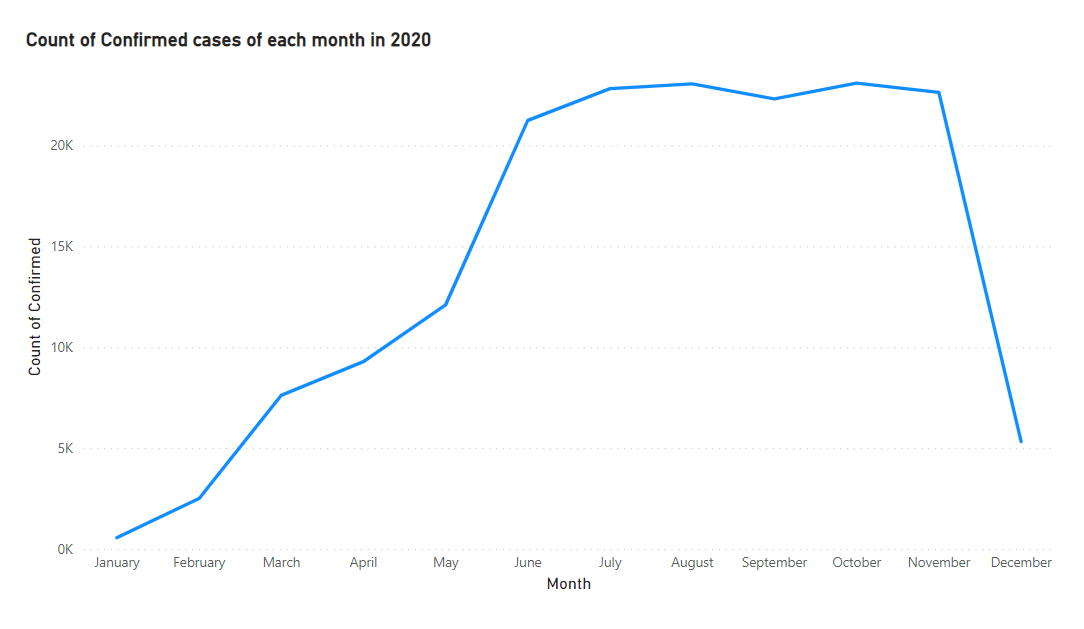 Count of Confirmed cases of each month in 2020
Count of Confirmed
20K
15K
10K
5K
0K
January February March April May June July August September October November December
Month